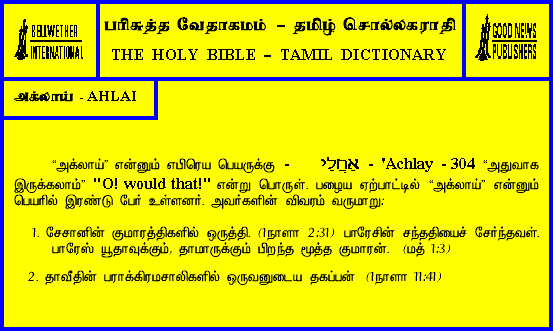 BELLWETHER
INTERNATIONAL
பரிசுத்த வேதாகமம் – தமிழ் சொல்லகராதி
THE HOLY BIBLE – TAMIL DICTIONARY
GOOD NEWS
PUBLISHERS
அக்லாய் - AHLAI
“அக்லாய்” என்னும் எபிரெய பெயருக்கு - אַחְלַי - 'Achlay - 304 “அதுவாக
இருக்கலாம்” "O! would that!" என்று பொருள். பழைய ஏற்பாட்டில் “அக்லாய்” என்னும்
பெயரில் இரண்டு பேர் உள்ளனர். அவர்களின் விவரம் வருமாறு:
1. சேசானின் குமாரத்திகளில் ஒருத்தி. (1நாளா 2:31) பாரேசின் சந்ததியைச் சேர்ந்தவள்.
பாரேஸ் யூதாவுக்கும், தாமாருக்கும் பிறந்த மூத்த குமாரன். (மத் 1:3)
2. தாவீதின் பராக்கிரமசாலிகளில் ஒருவனுடைய தகப்பன் (1நாளா 11:41)